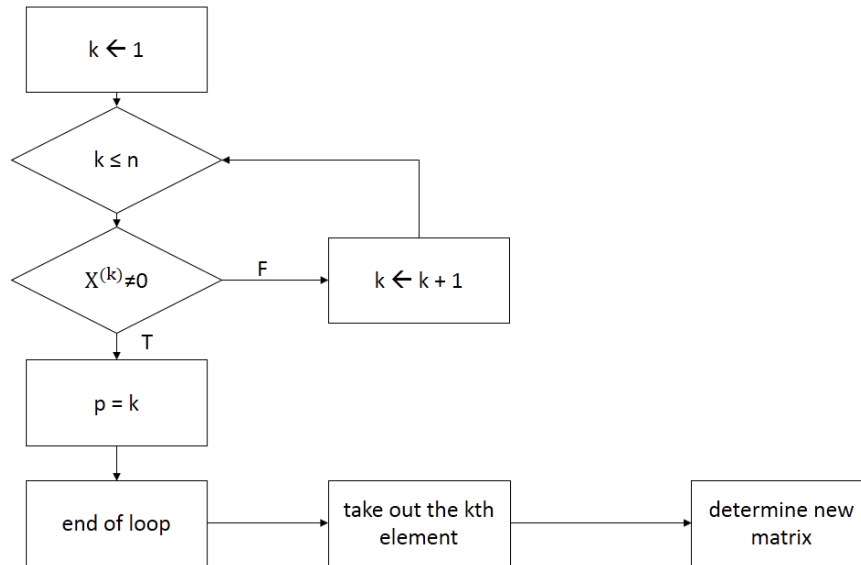 k ← 1
k ≤ n
X⁽ᵏ⁾≠0
F
k ← k + 1
T
p = k
end of loop
take out the kth
element
determine new
matrix